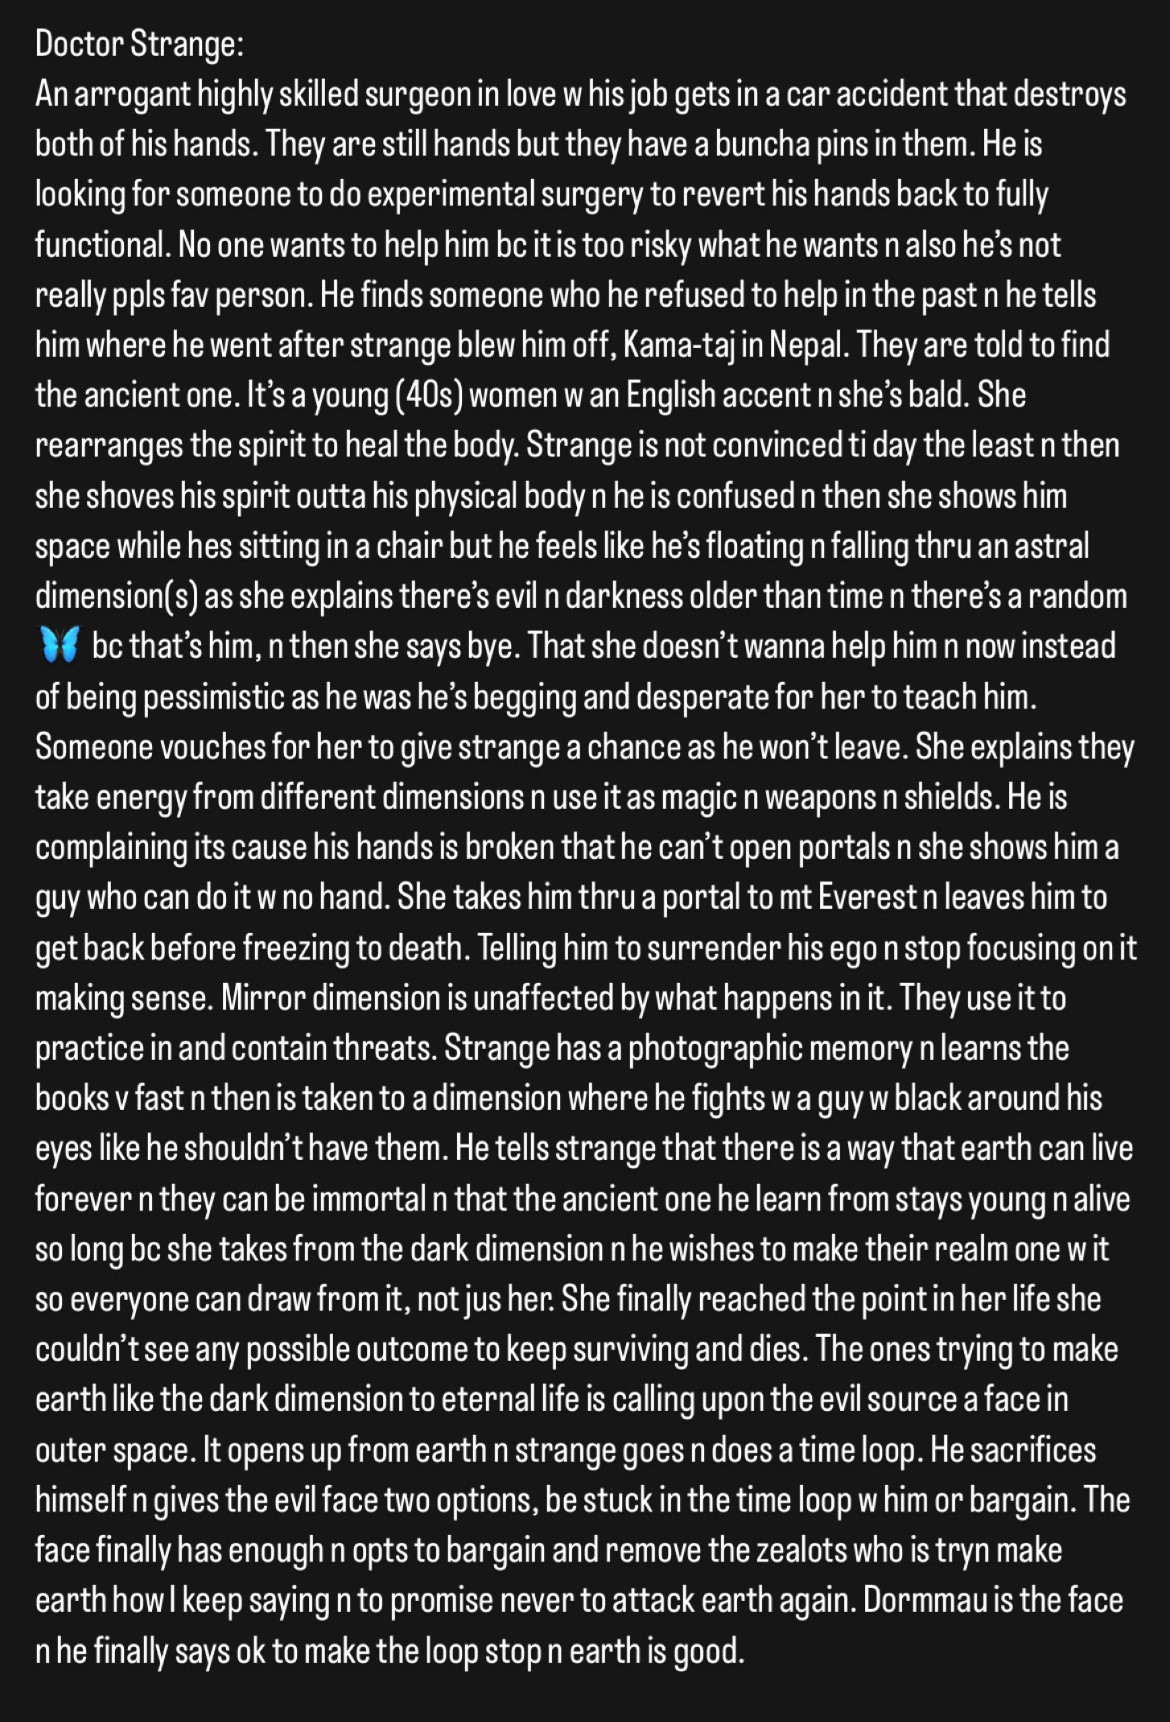 Doctor Strange:
An arrogant highly skilled surgeon in love w his job gets in a car accident that destroys
both of his hands. They are still hands but they have a buncha pins in them. He is
looking for someone to do experimental surgery to revert his hands back to fully
functional. No one wants to help him bc it is too risky what he wants n also he’s not
really ppls fav person. He finds someone who he refused to help in the past n he tells
him where he went after strange blew him off, Kama-taj in Nepal. They are told to find
the ancient one. It’s a young (40s) women w an English accent n she’s bald. She
rearranges the spirit to heal the body. Strange is not convinced ti day the least n then
she shoves his spirit outta his physical body n he is confused n then she shows him
space while hes sitting in a chair but he feels like he’s floating n falling thru an astral
dimension(s) as she explains there’s evil n darkness older than time n there’s a random
🦋 bc that’s him, n then she says bye. That she doesn’t wanna help him n now instead
of being pessimistic as he was he’s begging and desperate for her to teach him.
Someone vouches for her to give strange a chance as he won’t leave. She explains they
take energy from different dimensions n use it as magic n weapons n shields. He is
complaining its cause his hands is broken that he can’t open portals n she shows him a
guy who can do it w no hand. She takes him thru a portal to mt Everest n leaves him to
get back before freezing to death. Telling him to surrender his ego n stop focusing on it
making sense. Mirror dimension is unaffected by what happens in it. They use it to
practice in and contain threats. Strange has a photographic memory n learns the
books v fast n then is taken to a dimension where he fights w a guy w black around his
eyes like he shouldn’t have them. He tells strange that there is a way that earth can live
forever n they can be immortal n that the ancient one he learn from stays young n alive
so long bc she takes from the dark dimension n he wishes to make their realm one w it
so everyone can draw from it, not jus her. She finally reached the point in her life she
couldn’t see any possible outcome to keep surviving and dies. The ones trying to make
earth like the dark dimension to eternal life is calling upon the evil source a face in
outer space. It opens up from earth n strange goes n does a time loop. He sacrifices
himself n gives the evil face two options, be stuck in the time loop w him or bargain. The
face finally has enough n opts to bargain and remove the zealots who is tryn make
earth how I keep saying n to promise never to attack earth again. Dormmau is the face
n he finally says ok to make the loop stop n earth is good.